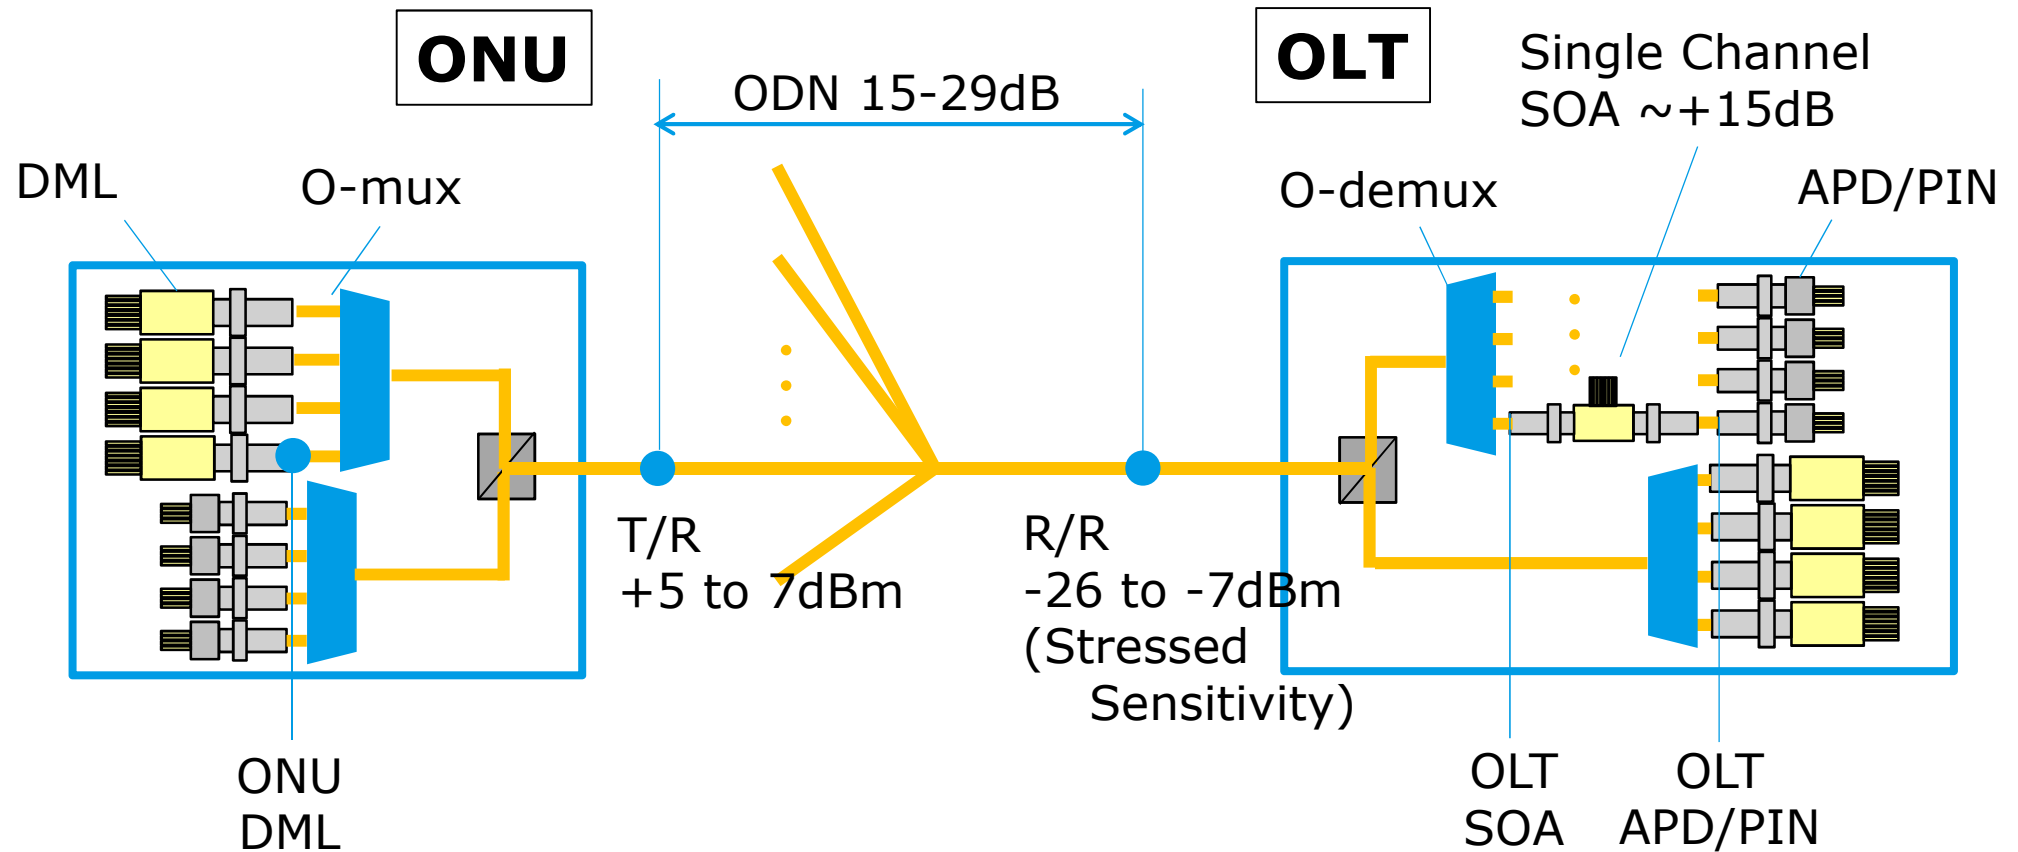 ONU
OLT
Single Channel
SOA ~+15dB
ODN 15-29dB
DML
O-mux
O-demux
APD/PIN
T/R
+5 to 7dBm
R/R
-26 to -7dBm
(Stressed
Sensitivity)
ONU
DML
OLT
SOA
OLT
APD/PIN